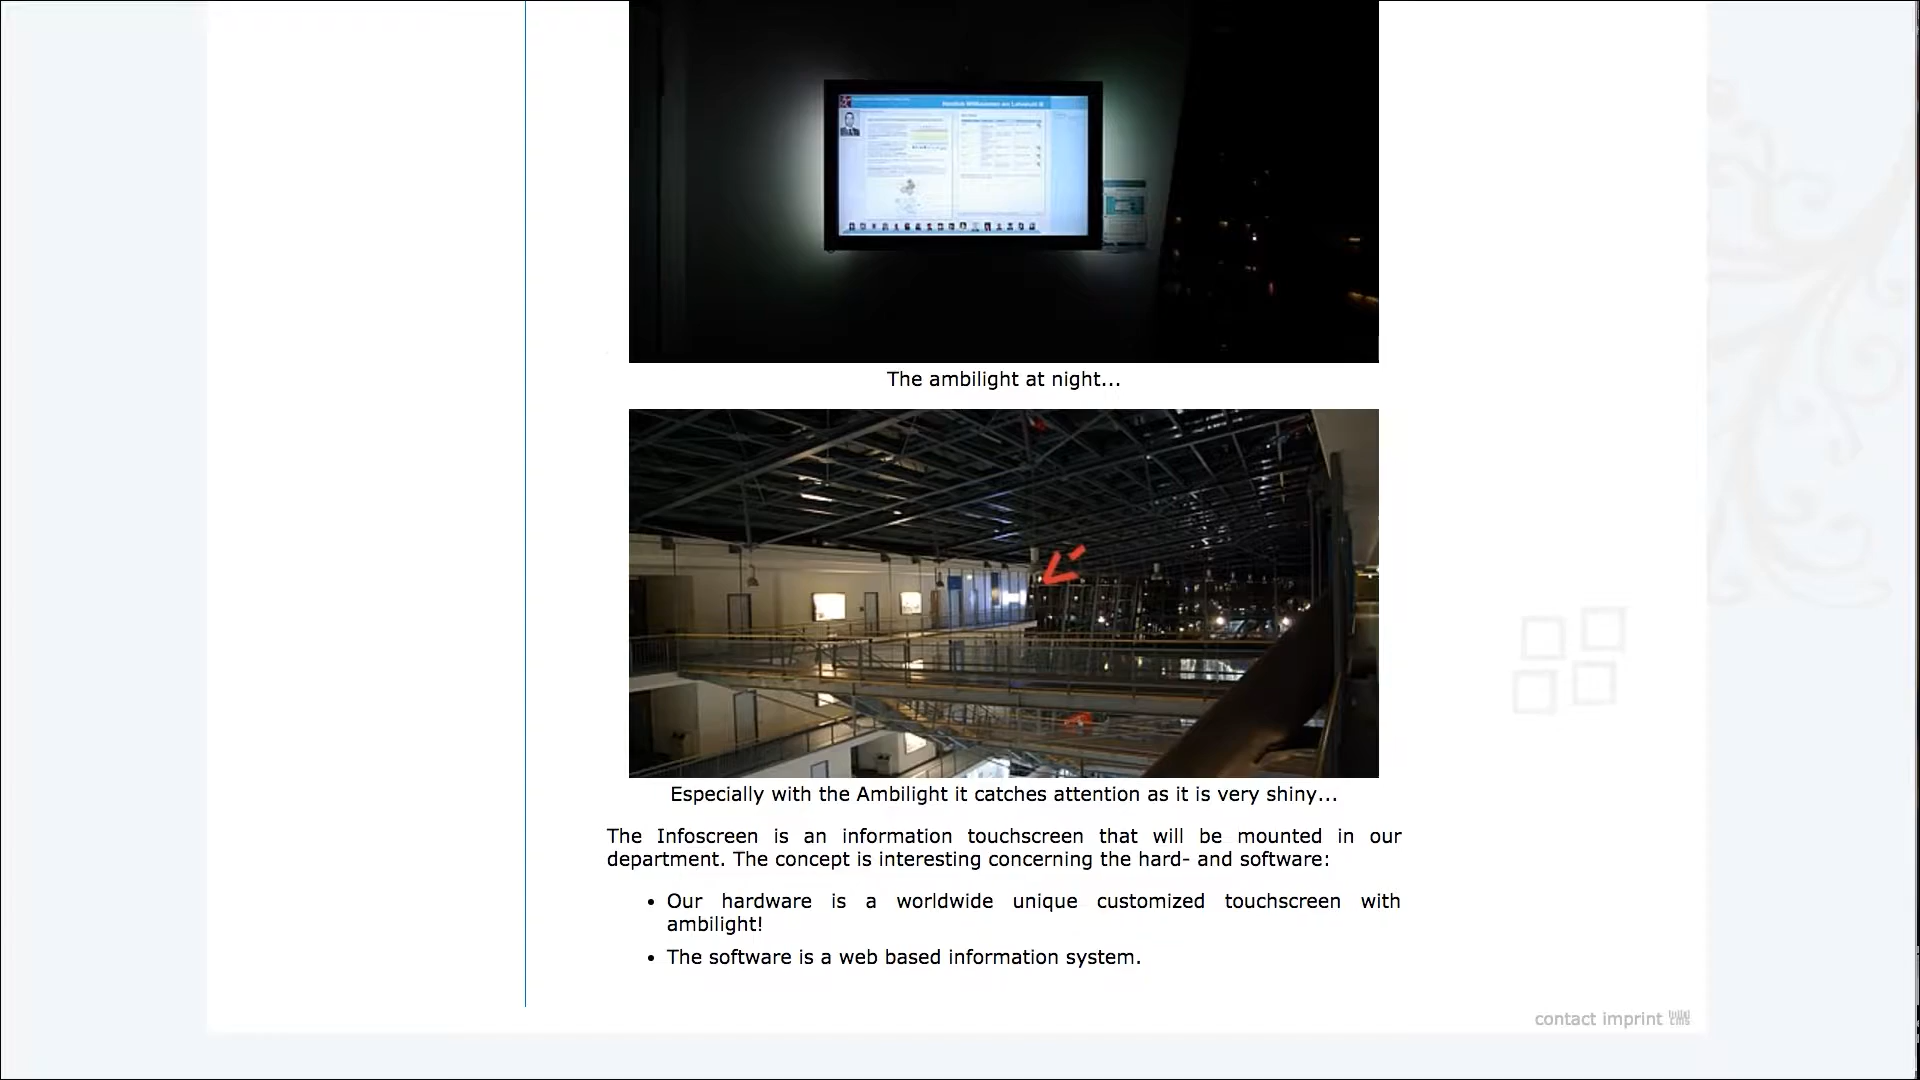 The ambilight at night...
Especially with the Ambilight it catches attention as it is very shiny...
The Infoscreen is an information touchscreen that will be mounted in our
department. The concept is interesting concerning the hard- and software:
• Our hardware is a worldwide unique customized touchscreen with
ambilight!
• The software is a web based information system.
contact imprint